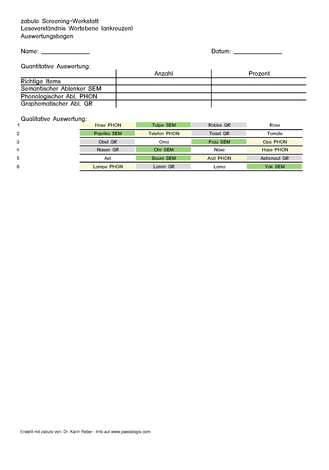 zabulo Screening-Werkstatt
Leseverständnis Wortebene (ankreuzen)
Auswertungsbogen
Name: Datum:
Quantitative Auswertung:
Anzahl Prozent
Richtige Items
Semantischer Ablenker SEM
Phonologischer Abl. PHON
Graphematischer Abl. GR
Qualitative Auswertung:
1 Hose PHON Tulpe SEM Robbe GR Rose
2 Paprika SEM Telefon PHON Toast GR Tomate
3 Obst GR Oma Frau SEM Opa PHON
4 Nasen GR Ohr SEM Nase Hase PHON
5 Ast Baum SEM Arzt PHON Astronaut GR
6 Lampe PHON Lamm GR Lama Yak SEM
Erstellt mit zabulo von: Dr. Karin Reber - Info auf www.paedalogis.com